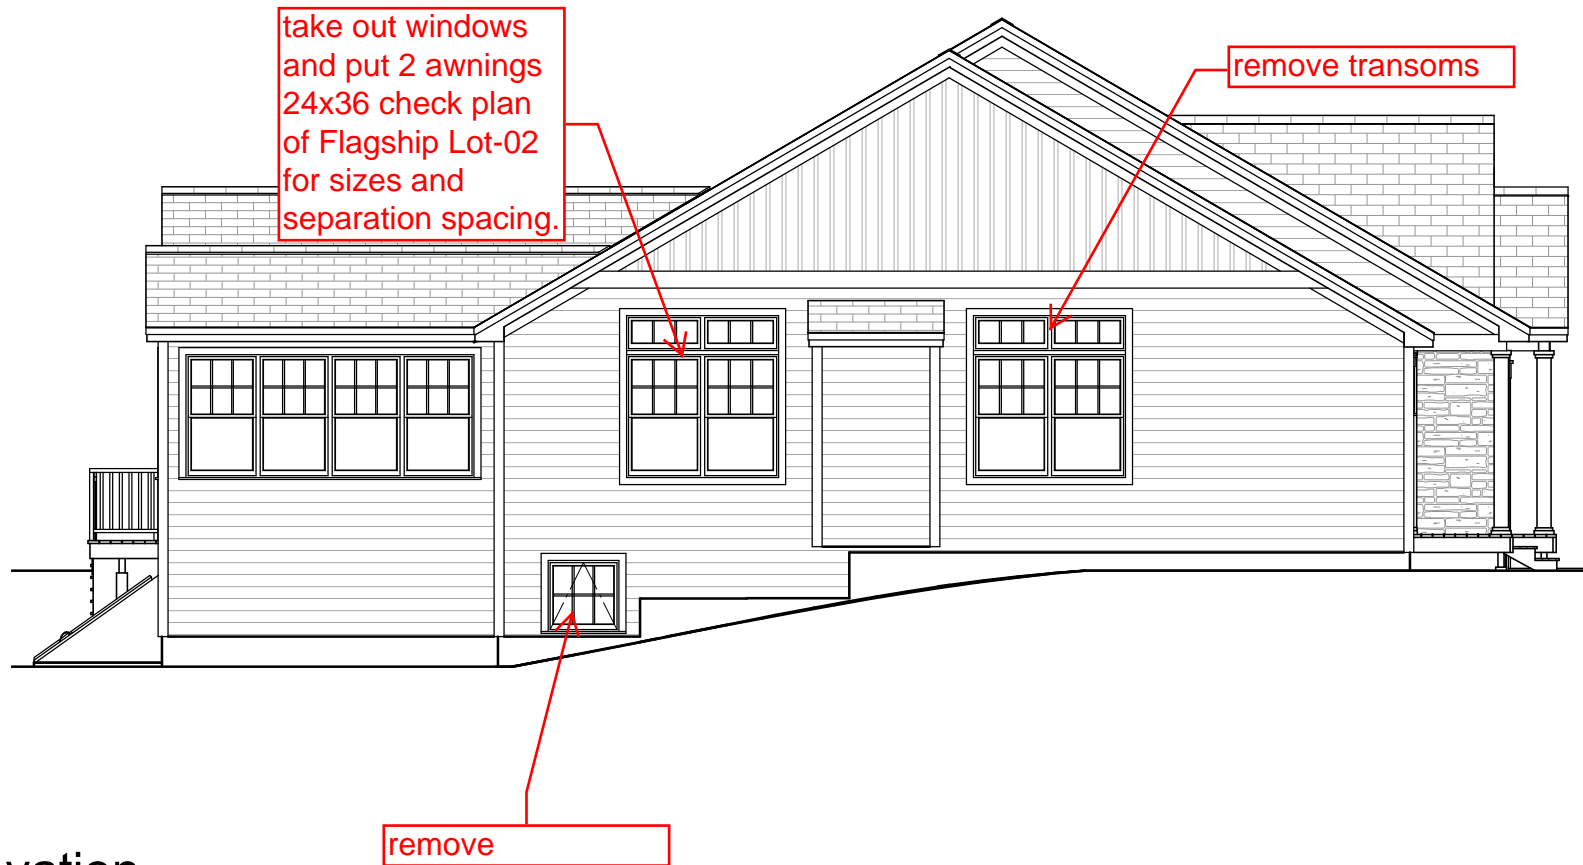 take out windows
and put 2 awnings
24x36 check plan
of Flagship Lot-02
for sizes and
separation spacing.
remove transoms
remove